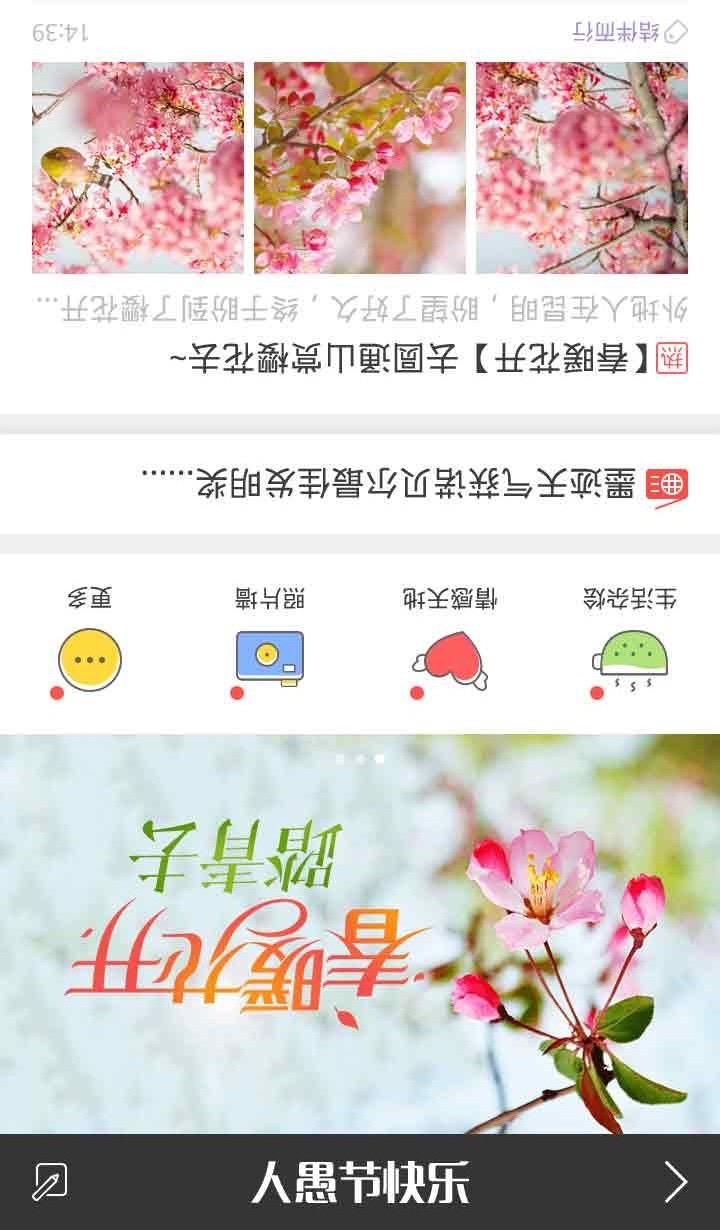 人愚节快乐
春暖花开
踏青去
生活杂烩 情感天地 照片墙 更多
墨迹天气获诺贝尔最佳发明奖……
热【春暖花开】去圆通山赏樱花去~
外地人在昆明，盼望了好久，终于盼到了樱花开...
结伴而行 14:39